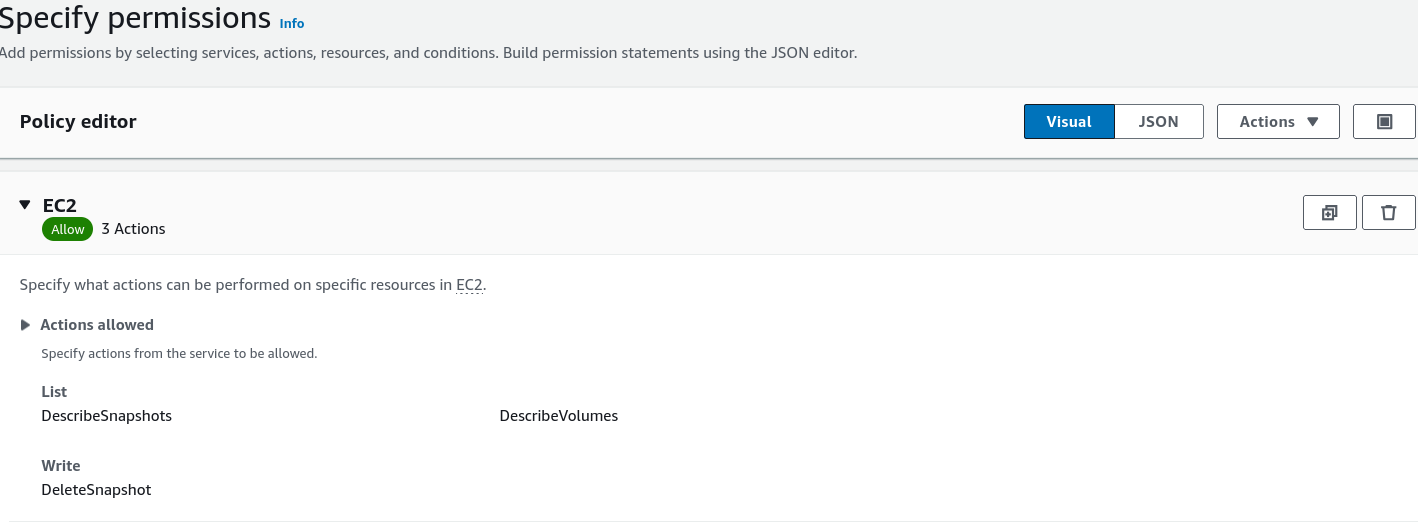 Specify permissions Info
Add permissions by selecting services, actions, resources, and conditions. Build permission statements using the JSON editor.
Policy editor
Visual JSON Actions
EC2
Allow 3 Actions
Specify what actions can be performed on specific resources in EC2.
Actions allowed
Specify actions from the service to be allowed.
List
DescribeSnapshots DescribeVolumes
Write
DeleteSnapshot